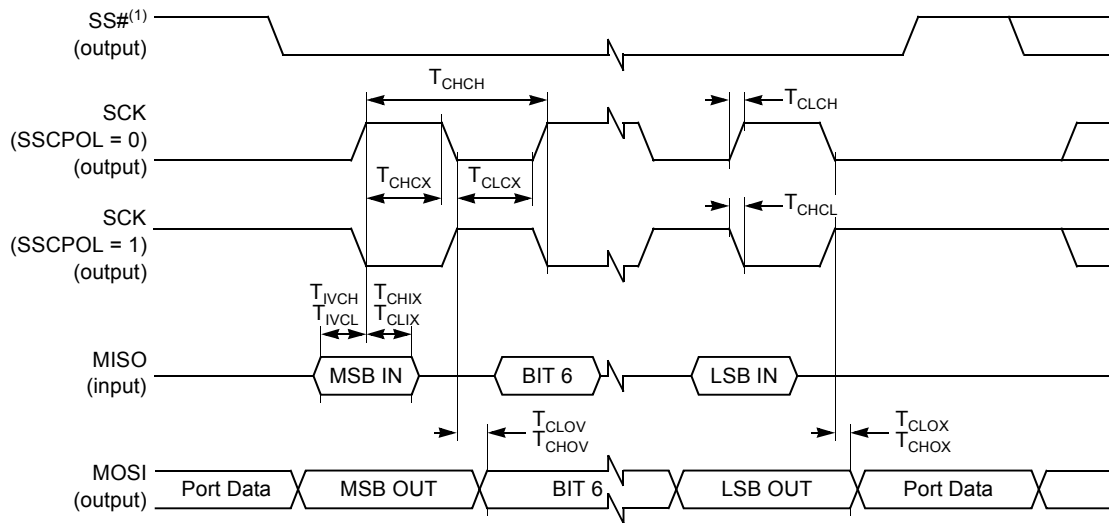 SS#(1)
(output)
TCHCH
TCLCH
SCK
(SSCPOL = 0)
(output)
TCHCX
TCLCX
TCHCL
SCK
(SSCPOL = 1)
(output)
TIVCH
TIVCL
TCHIX
TCLIX
MISO
(input)
MSB IN
BIT 6
LSB IN
TCLOV
TCHOV
TCLOX
TCHOX
MOSI
(output)
Port Data
MSB OUT
BIT 6
LSB OUT
Port Data